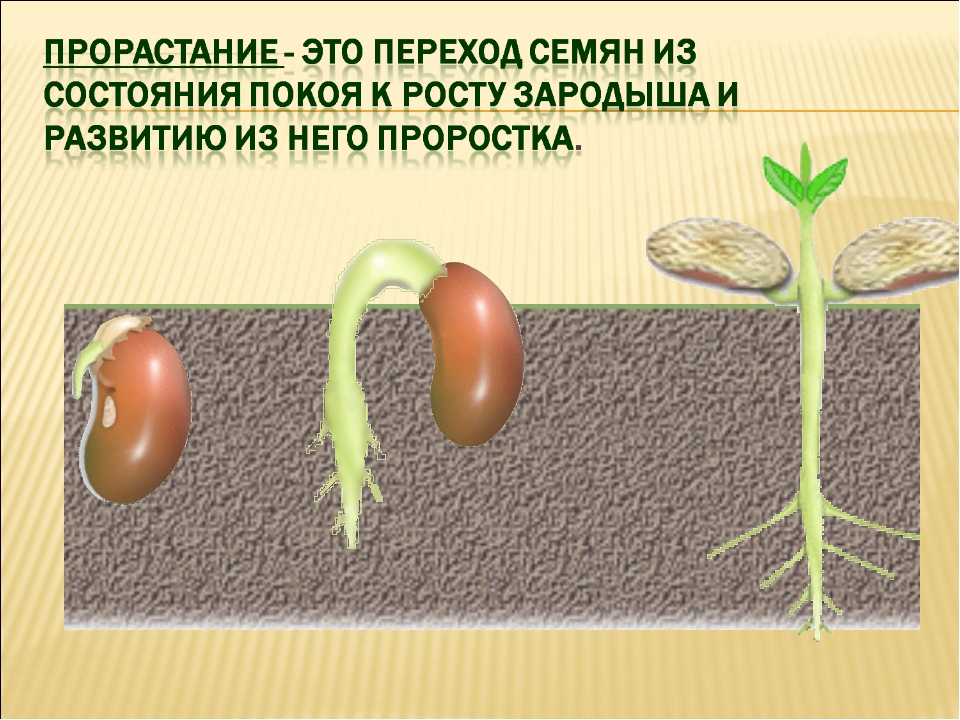 ПРОРАСТАНИЕ - ЭТО ПЕРЕХОД СЕМЯН ИЗ
СОСТОЯНИЯ ПОКОЯ К РОСТУ ЗАРОДЫША И
РАЗВИТИЮ ИЗ НЕГО ПРОРОСТКА.